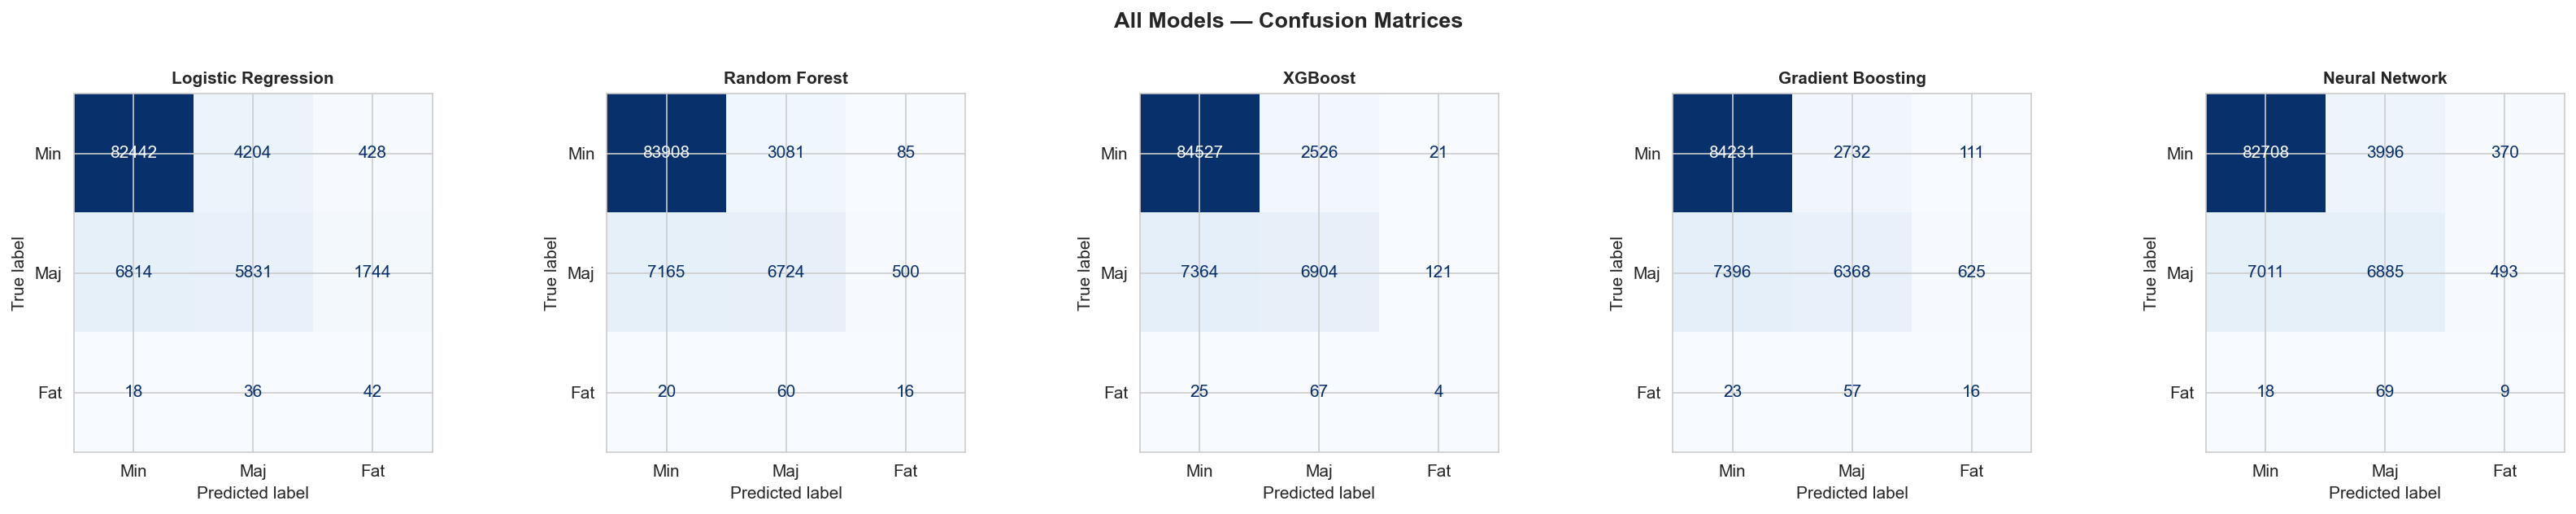 All Models — Confusion Matrices
Logistic Regression
Min 82442 4204 428
Maj 6814 5831 1744
Fat 18 36 42
Min Maj Fat
True label
Predicted label
Random Forest
Min 83908 3081 85
Maj 7165 6724 500
Fat 20 60 16
Min Maj Fat
True label
Predicted label
XGBoost
Min 84527 2526 21
Maj 7364 6904 121
Fat 25 67 4
Min Maj Fat
True label
Predicted label
Gradient Boosting
Min 84231 2732 111
Maj 7396 6368 625
Fat 23 57 16
Min Maj Fat
True label
Predicted label
Neural Network
Min 82708 3996 370
Maj 7011 6885 493
Fat 18 69 9
Min Maj Fat
True label
Predicted label